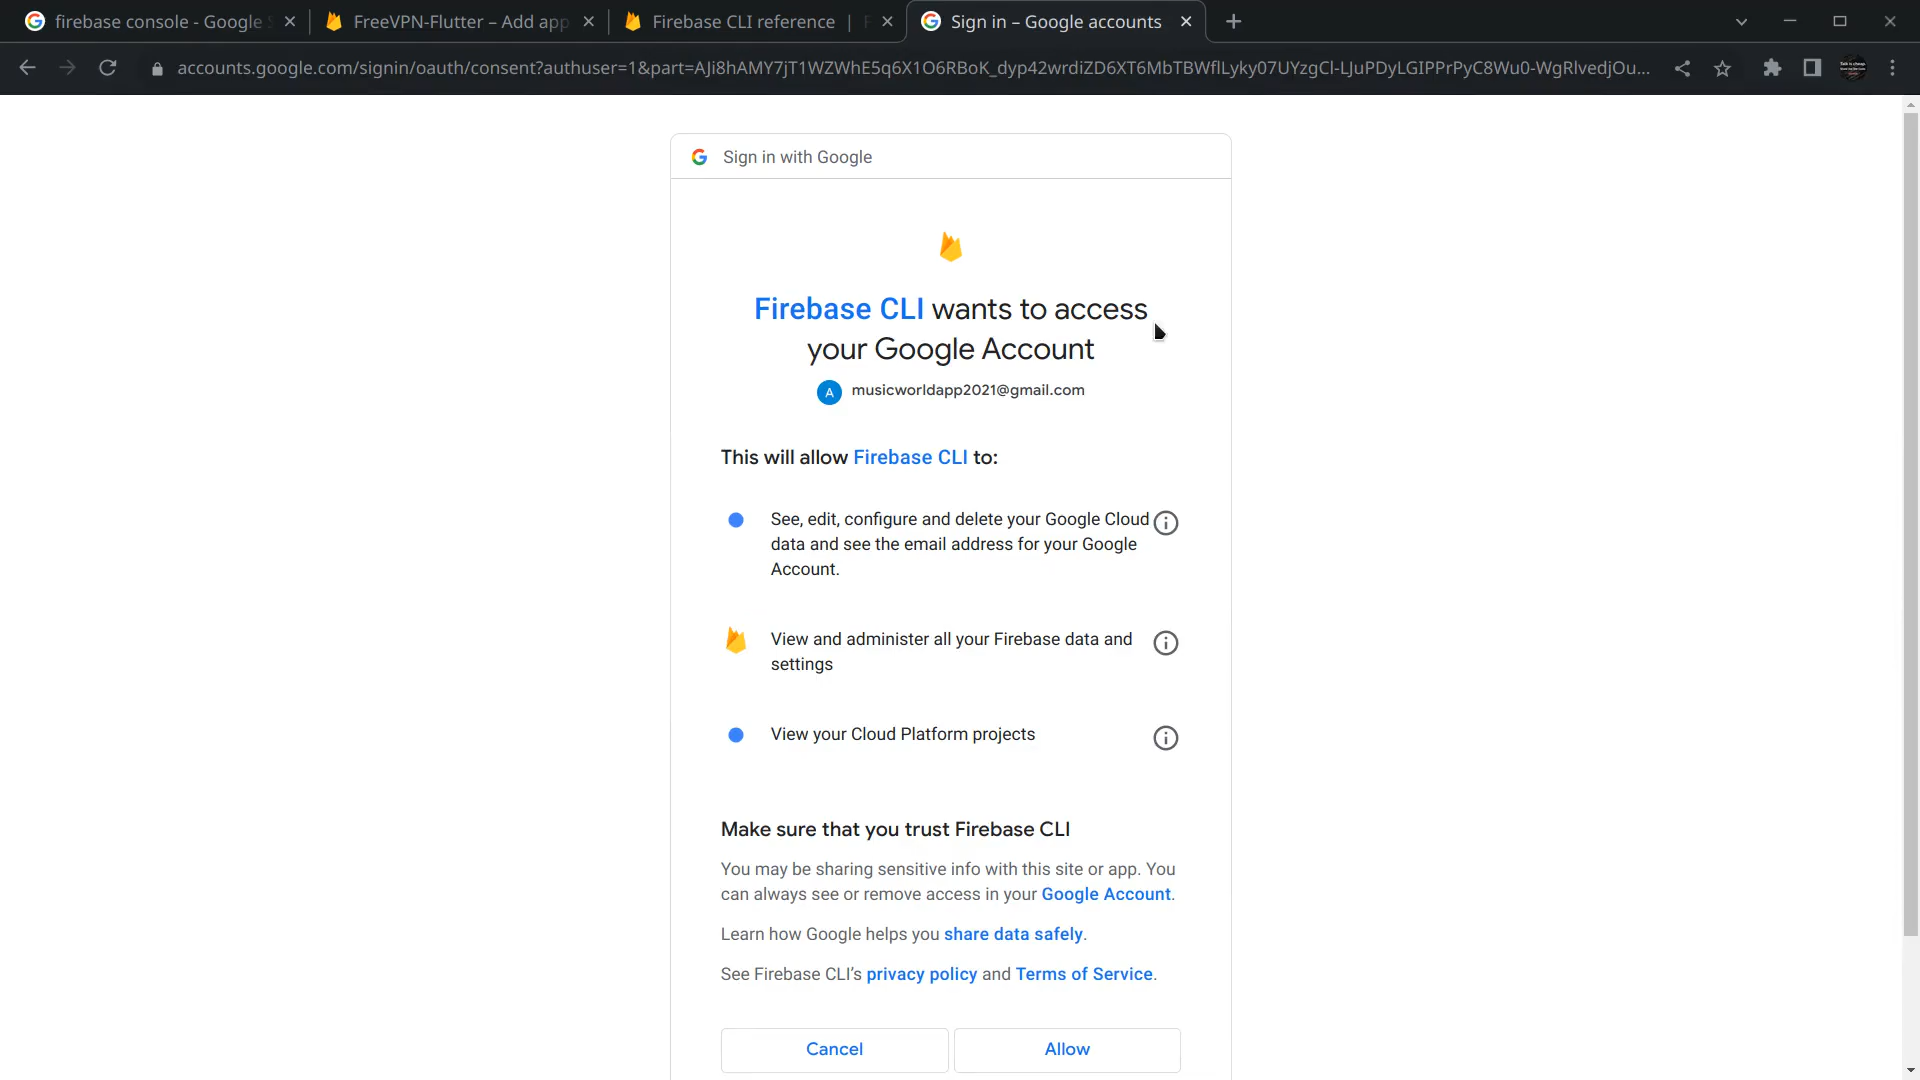 firebase console - Google S
FreeVPN-Flutter – Add app
Firebase CLI reference | F
Sign in – Google accounts
accounts.google.com/signin/oauth/consent?authuser=1&part=AJi8hAMY7jT1WZWhE5q6X1O6RBoK_dyp42wrdiZD6XT6MbTBWflLyky07UYzgCl-LJuPDyLGIPPrPyC8Wu0-WgRlvedjOu...
Sign in with Google
Firebase CLI wants to access
your Google Account
A musicworldapp2021@gmail.com
This will allow Firebase CLI to:
See, edit, configure and delete your Google Cloud
data and see the email address for your Google
Account.
View and administer all your Firebase data and
settings
View your Cloud Platform projects
Make sure that you trust Firebase CLI
You may be sharing sensitive info with this site or app. You
can always see or remove access in your Google Account.
Learn how Google helps you share data safely.
See Firebase CLI’s privacy policy and Terms of Service.
Cancel
Allow